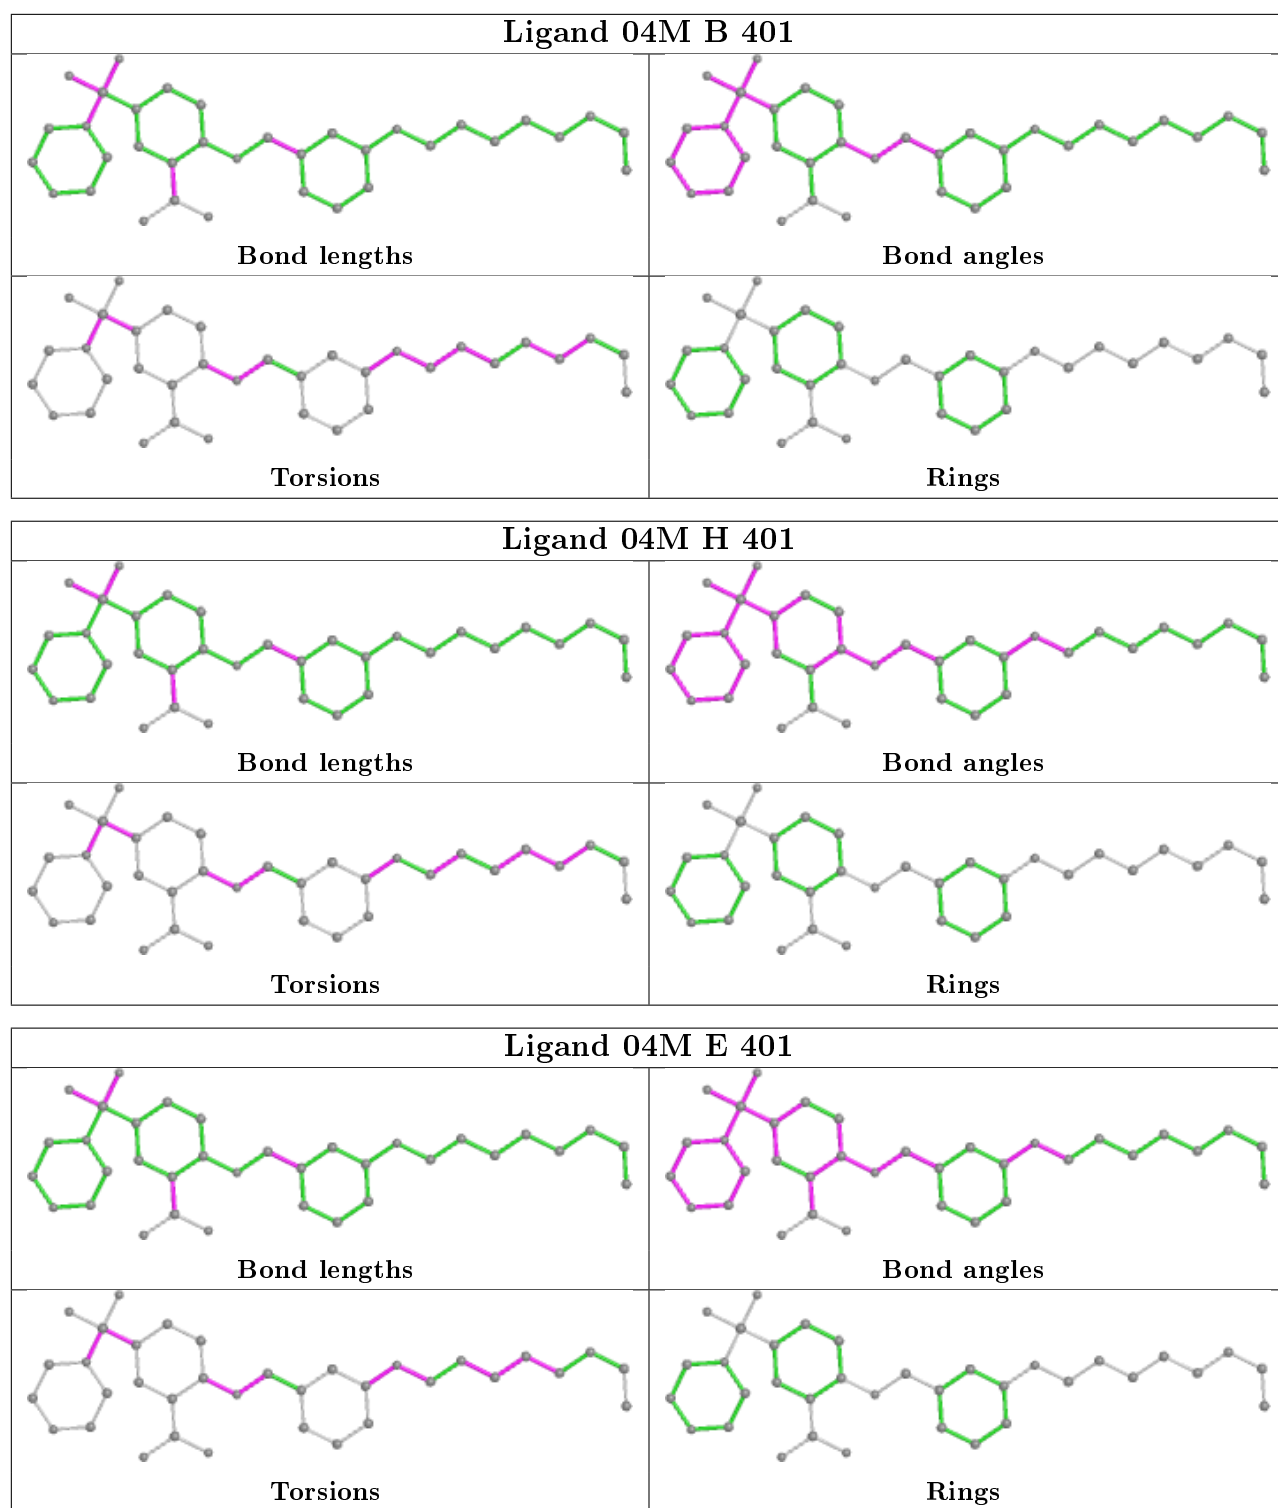 Ligand 04M B 401
Bond lengths
Bond angles
Torsions
Rings
Ligand 04M H 401
Bond lengths
Bond angles
Torsions
Rings
Ligand 04M E 401
Bond lengths
Bond angles
Torsions
Rings